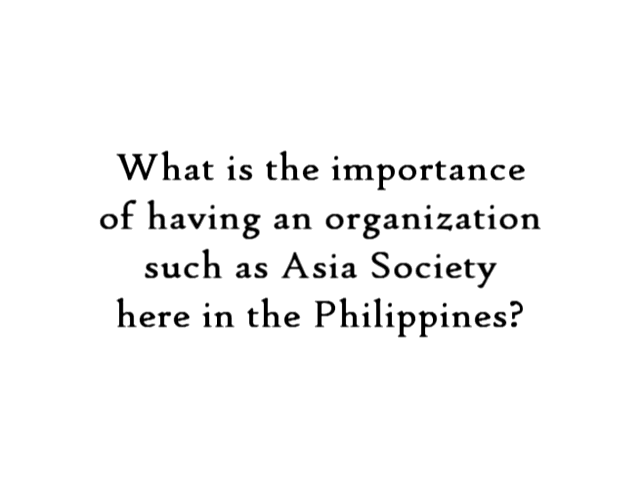 What is the importance
of having an organization
such as Asia Society
here in the Philippines?